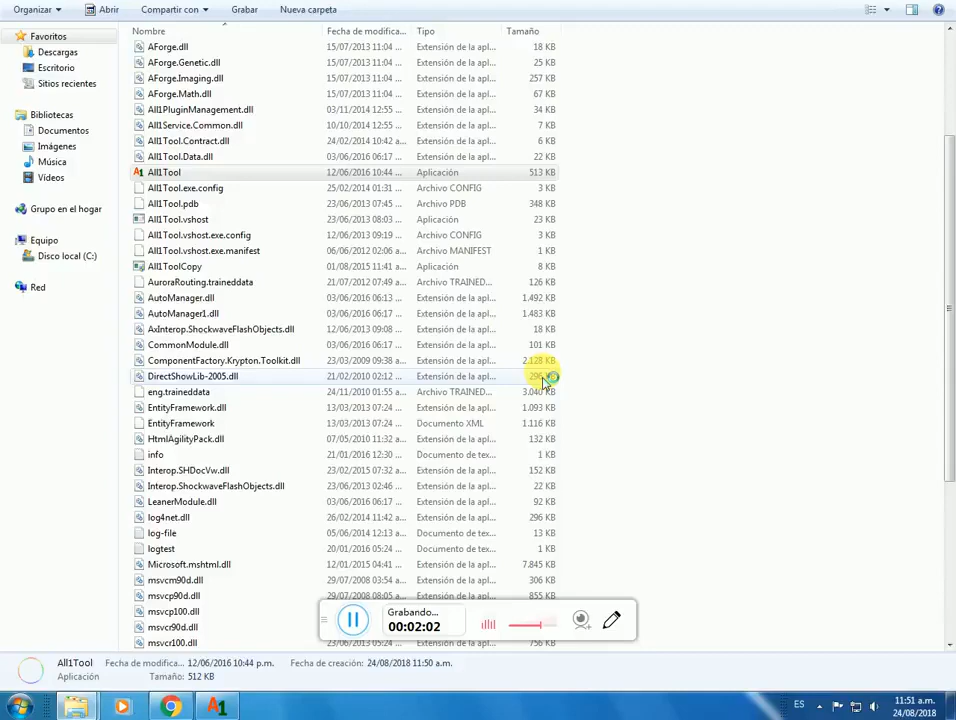 Organizar Abrir Compartir con Grabar Nueva carpeta
Nombre Fecha de modifica... Tipo Tamaño
Favoritos
Descargas
Escritorio
Sitios recientes
Bibliotecas
Documentos
Imágenes
Música
Vídeos
Grupo en el hogar
Equipo
Disco local (C:)
Red
AForge.dll 15/07/2013 11:04 ... Extensión de la apl... 18 KB
AForge.Genetic.dll 15/07/2013 11:04 ... Extensión de la apl... 25 KB
AForge.Imaging.dll 15/07/2013 11:04 ... Extensión de la apl... 257 KB
AForge.Math.dll 15/07/2013 11:04 ... Extensión de la apl... 67 KB
All1PluginManagement.dll 03/11/2014 12:55 ... Extensión de la apl... 34 KB
All1Service.Common.dll 10/10/2014 12:55 ... Extensión de la apl... 7 KB
All1Tool.Contract.dll 24/02/2014 10:42 a... Extensión de la apl... 6 KB
All1Tool.Data.dll 03/06/2016 06:17 ... Extensión de la apl... 22 KB
A1 All1Tool 12/06/2016 10:44 ... Aplicación 513 KB
All1Tool.exe.config 25/02/2014 01:31 ... Archivo CONFIG 3 KB
All1Tool.pdb 23/06/2013 07:45 ... Archivo PDB 348 KB
All1Tool.vshost 23/06/2013 08:03 ... Aplicación 23 KB
All1Tool.vshost.exe.config 12/06/2013 09:19 ... Archivo CONFIG 3 KB
All1Tool.vshost.exe.manifest 06/06/2012 02:06 a... Archivo MANIFEST 1 KB
All1ToolCopy 01/08/2015 11:41 a... Aplicación 8 KB
AuroraRouting.traineddata 21/07/2012 07:49 a... Archivo TRAINED... 126 KB
AutoManager.dll 03/06/2016 06:13 ... Extensión de la apl... 1.492 KB
AutoManager1.dll 03/06/2016 06:17 ... Extensión de la apl... 1.483 KB
AxInterop.ShockwaveFlashObjects.dll 12/06/2013 09:08 ... Extensión de la apl... 18 KB
CommonModule.dll 03/06/2016 06:17 ... Extensión de la apl... 101 KB
ComponentFactory.Krypton.Toolkit.dll 23/03/2009 09:38 ... Extensión de la apl... 2.128 KB
DirectShowLib-2005.dll 21/02/2010 02:12 ... Extensión de la apl... 296
eng.traineddata 24/11/2010 01:55 a... Archivo TRAINED... 3.040 KB
EntityFramework.dll 13/03/2013 07:24 ... Extensión de la apl... 1.093 KB
EntityFramework 13/03/2013 07:24 ... Documento XML 1.116 KB
HtmlAgilityPack.dll 07/05/2010 11:31 ... Extensión de la apl... 132 KB
info 21/01/2016 12:30 ... Documento de tex... 1 KB
Interop.SHDocVw.dll 23/02/2015 07:32 a... Extensión de la apl... 152 KB
Interop.ShockwaveFlashObjects.dll 23/06/2013 02:46 ... Extensión de la apl... 22 KB
LeanerModule.dll 03/06/2016 06:17 ... Extensión de la apl... 92 KB
log4net.dll 26/02/2014 11:42 a... Extensión de la apl... 296 KB
log-file 05/06/2014 12:13 a... Documento de tex... 13 KB
logtest 20/01/2016 05:24 ... Documento de tex... 1 KB
Microsoft.mshtml.dll 12/01/2015 04:41 ... Extensión de la apl... 7.845 KB
msvcm90d.dll 29/07/2008 03:54 a... Extensión de la apl... 306 KB
msvcp90d.dll 29/07/2008 08:05 a... Extensión de la apl... 855 KB
msvcp100.dll
msvcr90d.dll
msvcr100.dll 756 KB
Grabando...
00:02:02
All1Tool Fecha de modifica... 12/06/2016 10:44 p.m. Fecha de creación: 24/08/2018 11:50 a.m.
Aplicación Tamaño: 512 KB
A1 ES 11:51 a.m.
24/08/2018